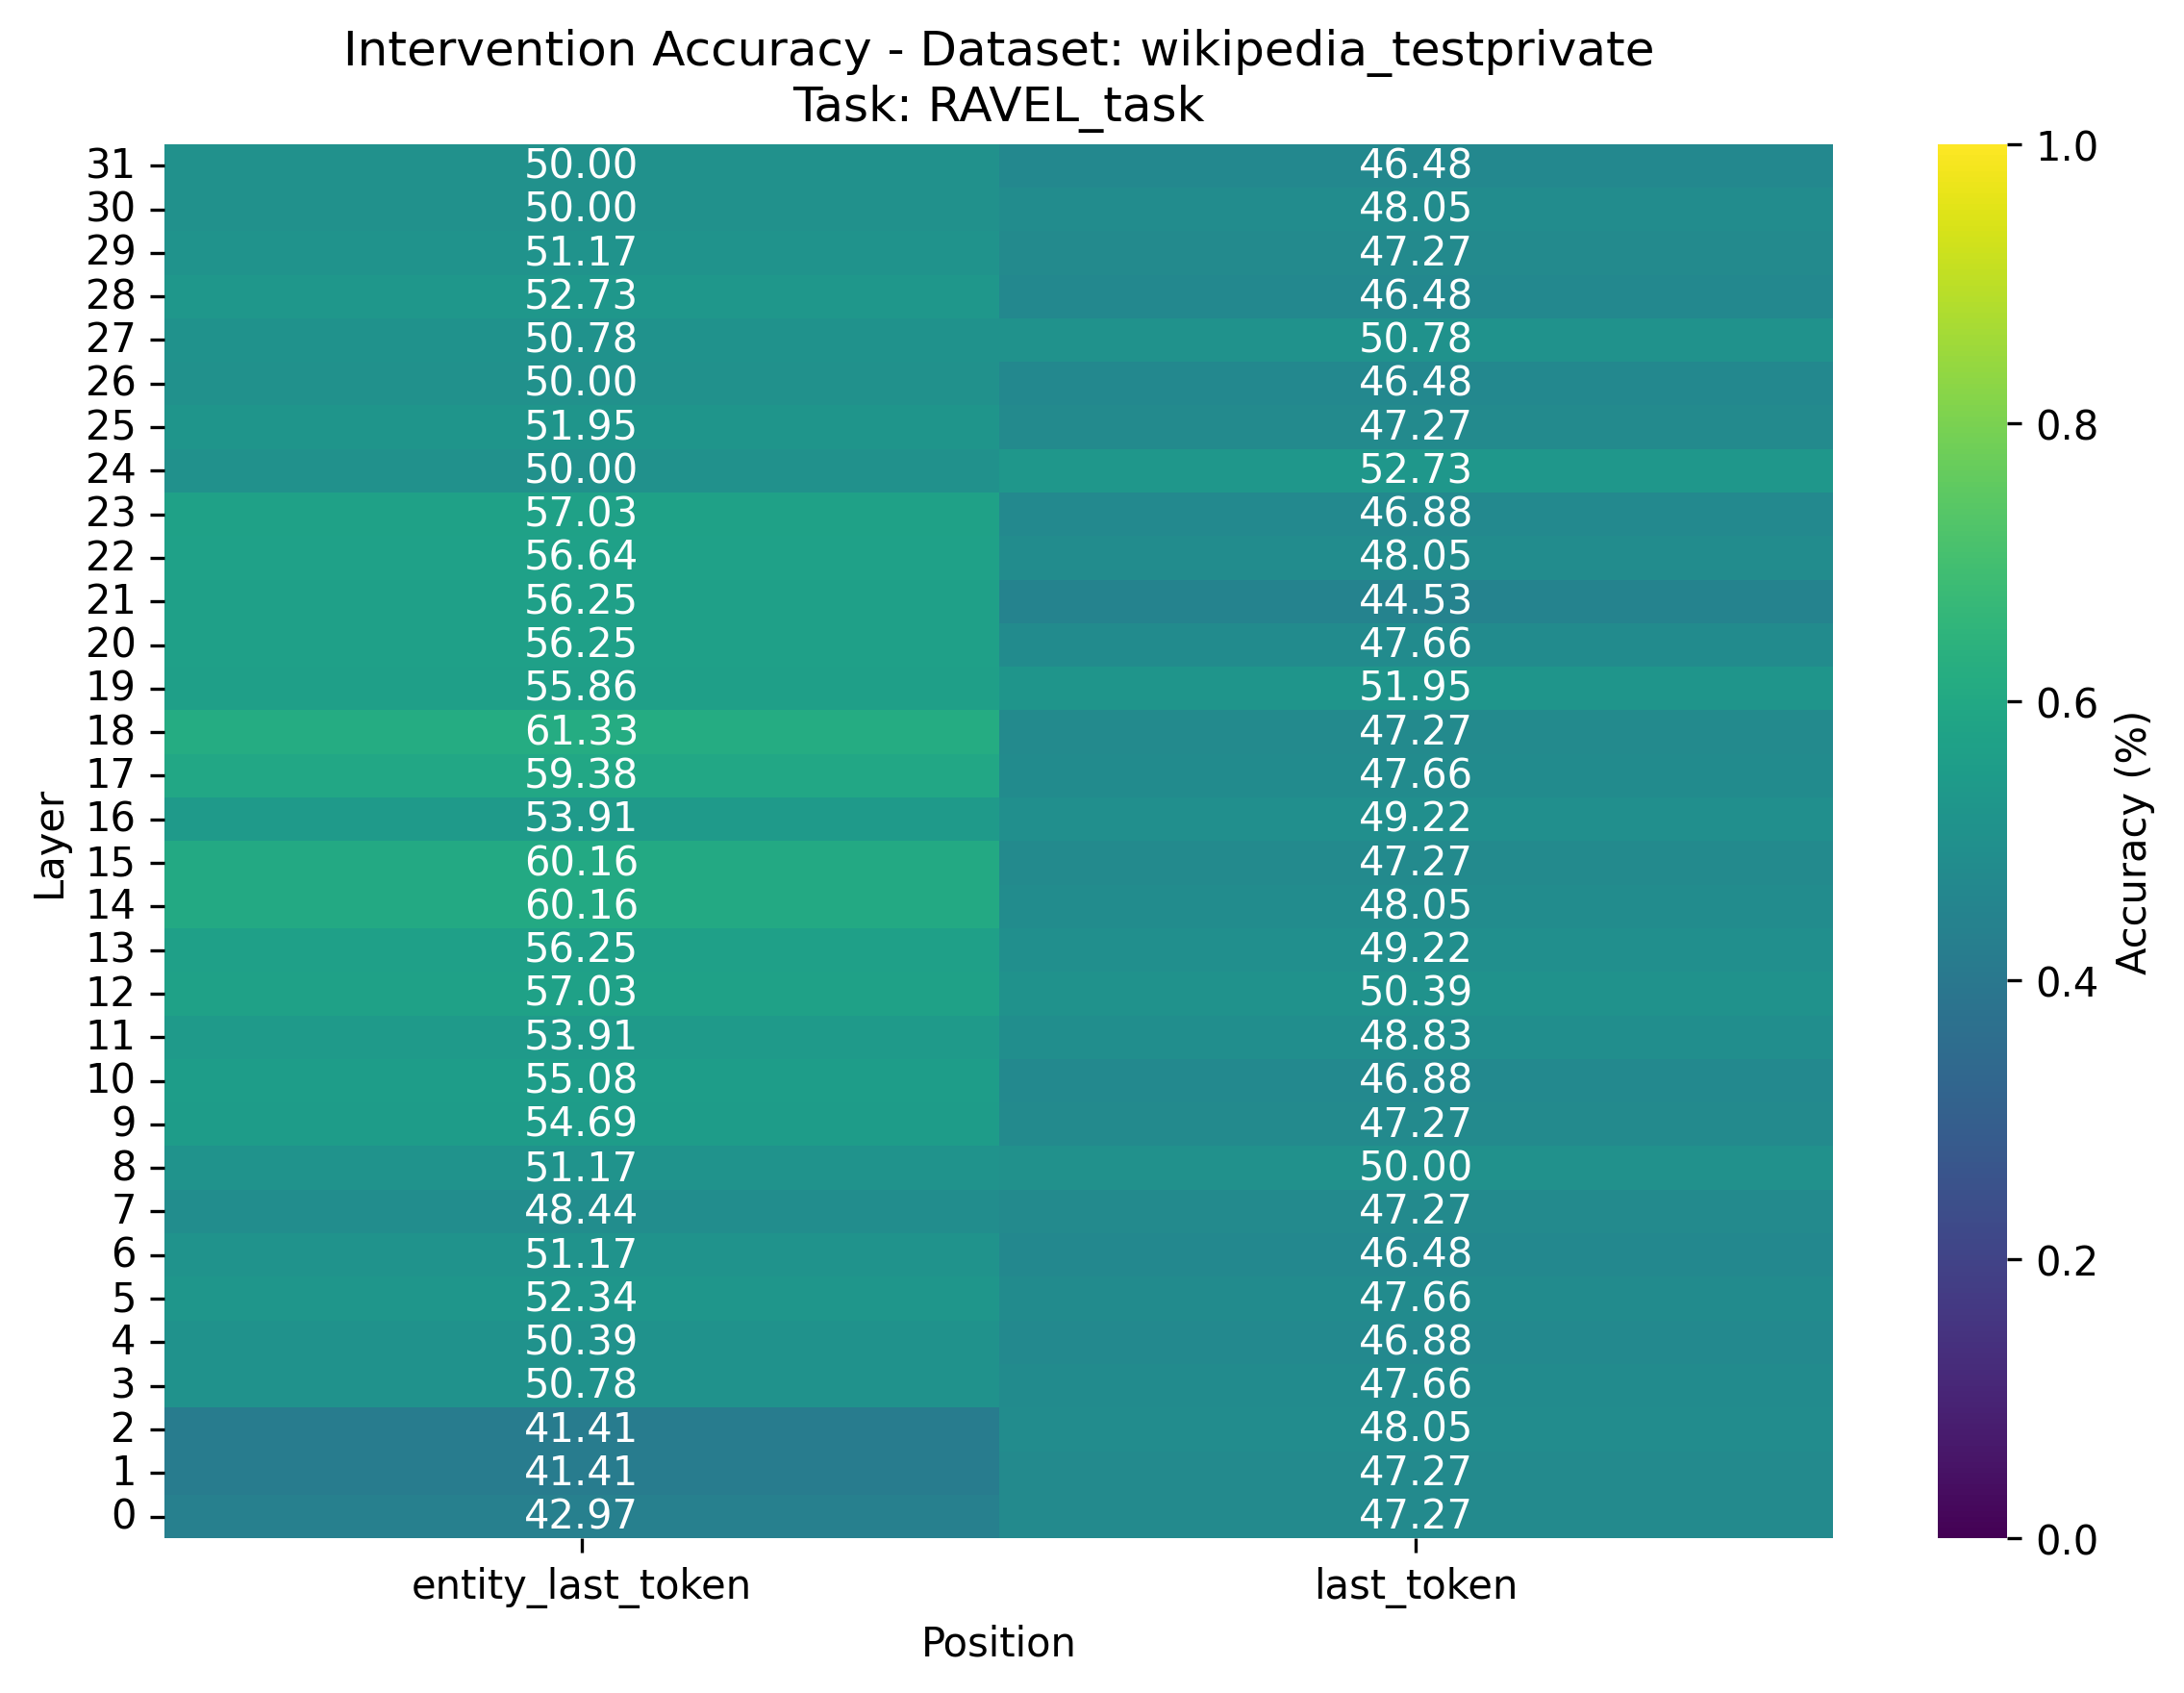 Intervention Accuracy - Dataset: wikipedia_testprivate
Task: RAVEL_task
31 50.00 46.48
30 50.00 48.05
29 51.17 47.27
28 52.73 46.48
27 50.78 50.78
26 50.00 46.48
25 51.95 47.27
24 50.00 52.73
23 57.03 46.88
22 56.64 48.05
21 56.25 44.53
20 56.25 47.66
19 55.86 51.95
18 61.33 47.27
17 59.38 47.66
16 53.91 49.22
15 60.16 47.27
14 60.16 48.05
13 56.25 49.22
12 57.03 50.39
11 53.91 48.83
10 55.08 46.88
9 54.69 47.27
8 51.17 50.00
7 48.44 47.27
6 51.17 46.48
5 52.34 47.66
4 50.39 46.88
3 50.78 47.66
2 41.41 48.05
1 41.41 47.27
0 42.97 47.27
Layer
entity_last_token last_token
Position
1.0
0.8
0.6
0.4
0.2
0.0
Accuracy (%)